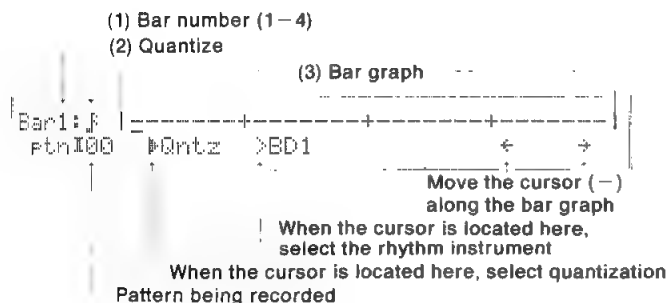 (1) Bar number (1–4)
(2) Quantize
(3) Bar graph
Bar1:♪ |--------+--------+--------+--------|
ptnI00 ▶Qntz >BD1 ← →
Move the cursor (–)
along the bar graph
When the cursor is located here,
select the rhythm instrument
When the cursor is located here, select quantization
Pattern being recorded